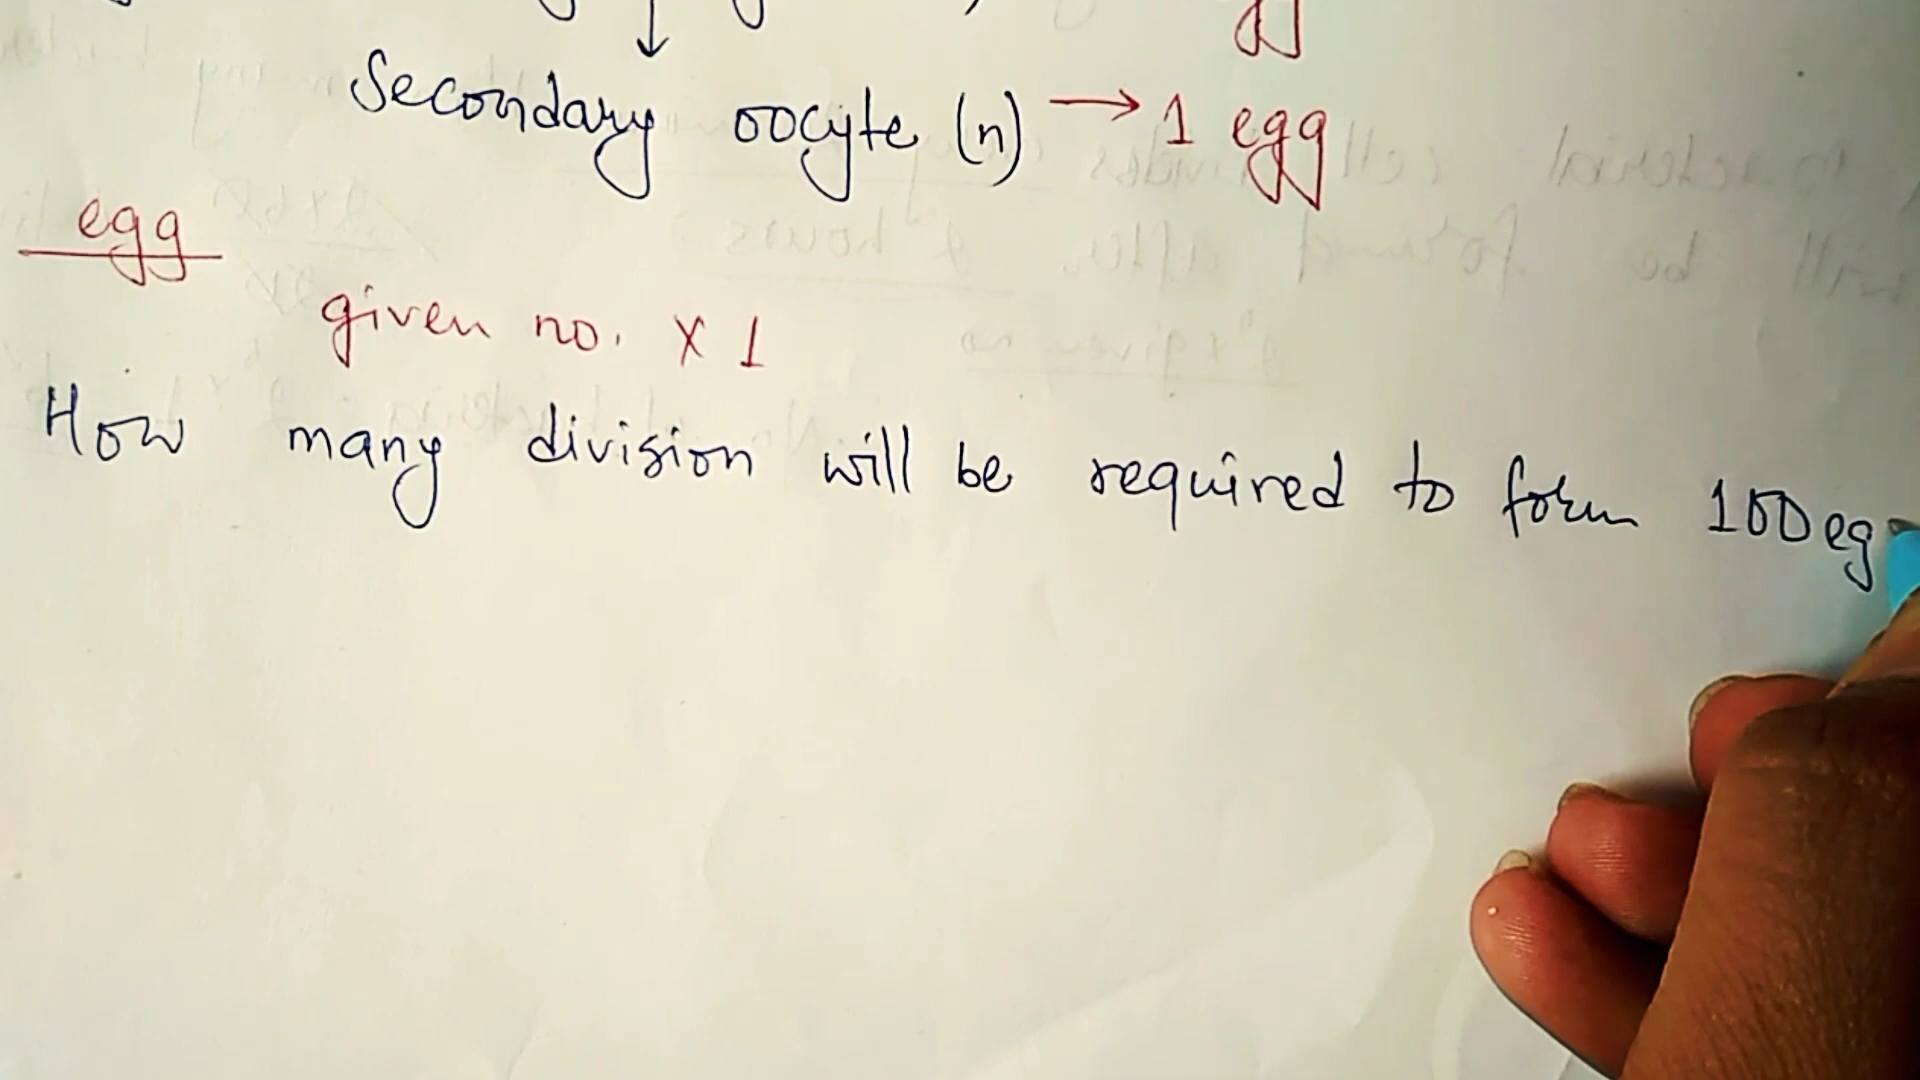 Secondary oocyte (n) → 1 egg
egg
given no. X 1
How many division will be required to form 100 eg